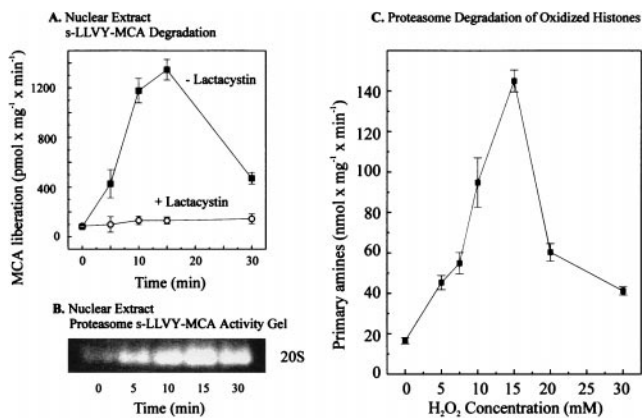 A. Nuclear Extract
s-LLVY-MCA Degradation
MCA liberation (pmol x mg⁻¹ x min⁻¹)
1200
800
400
0
- Lactacystin
+ Lactacystin
0 10 20 30
Time (min)
B. Nuclear Extract
Proteasome s-LLVY-MCA Activity Gel
20S
0 5 10 15 30
Time (min)
C. Proteasome Degradation of Oxidized Histones
Primary amines (nmol x mg⁻¹ x min⁻¹)
140
120
100
80
60
40
20
0
0 5 10 15 20 25 30
H₂O₂ Concentration (mM)